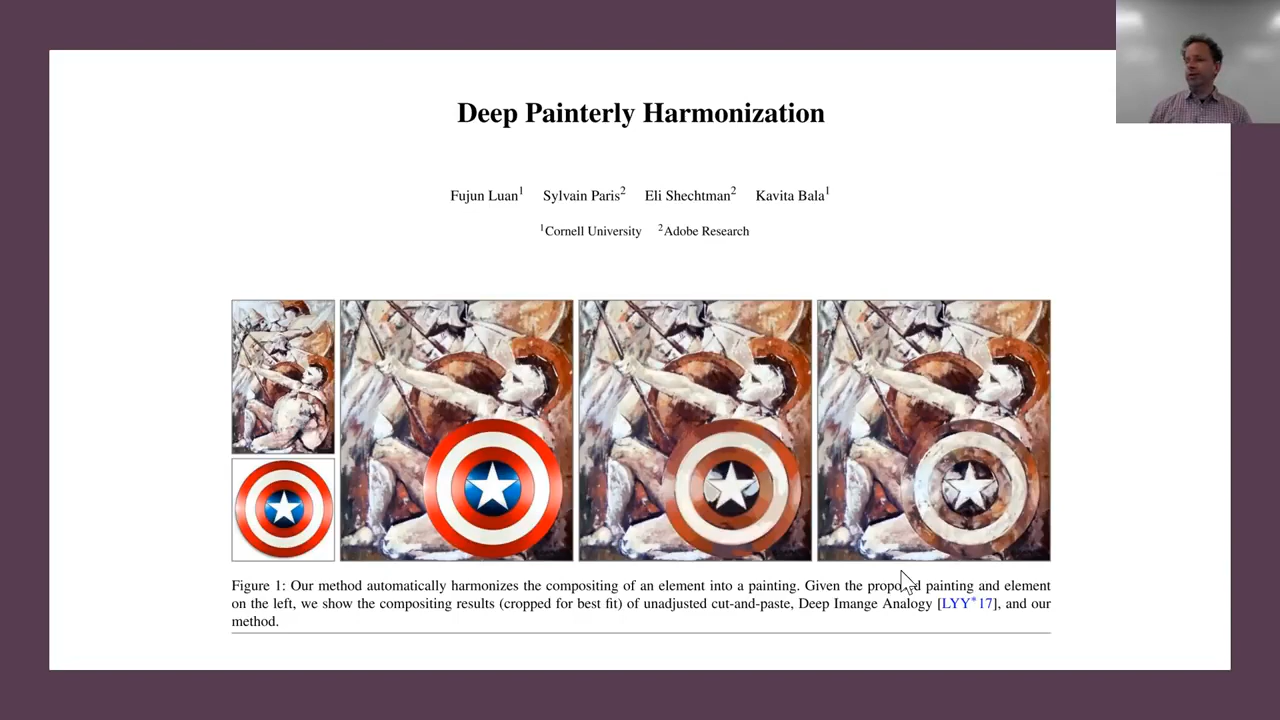 Deep Painterly Harmonization
Fujun Luan¹ Sylvain Paris² Eli Shechtman² Kavita Bala¹
¹Cornell University ²Adobe Research
Figure 1: Our method automatically harmonizes the compositing of an element into a painting. Given the painting and element
on the left, we show the compositing results (cropped for best fit) of unadjusted cut-and-paste, Deep Imange Analogy [LYY*17], and our
method.